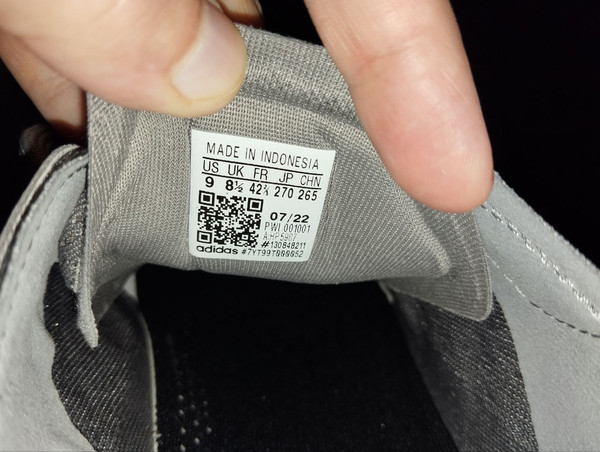 MADE IN INDONESIA
US UK FR JP CHN
9 8½ 42⅔ 270 265
07/22
PWI 001001
#130848211
adidas #7YT99T000052